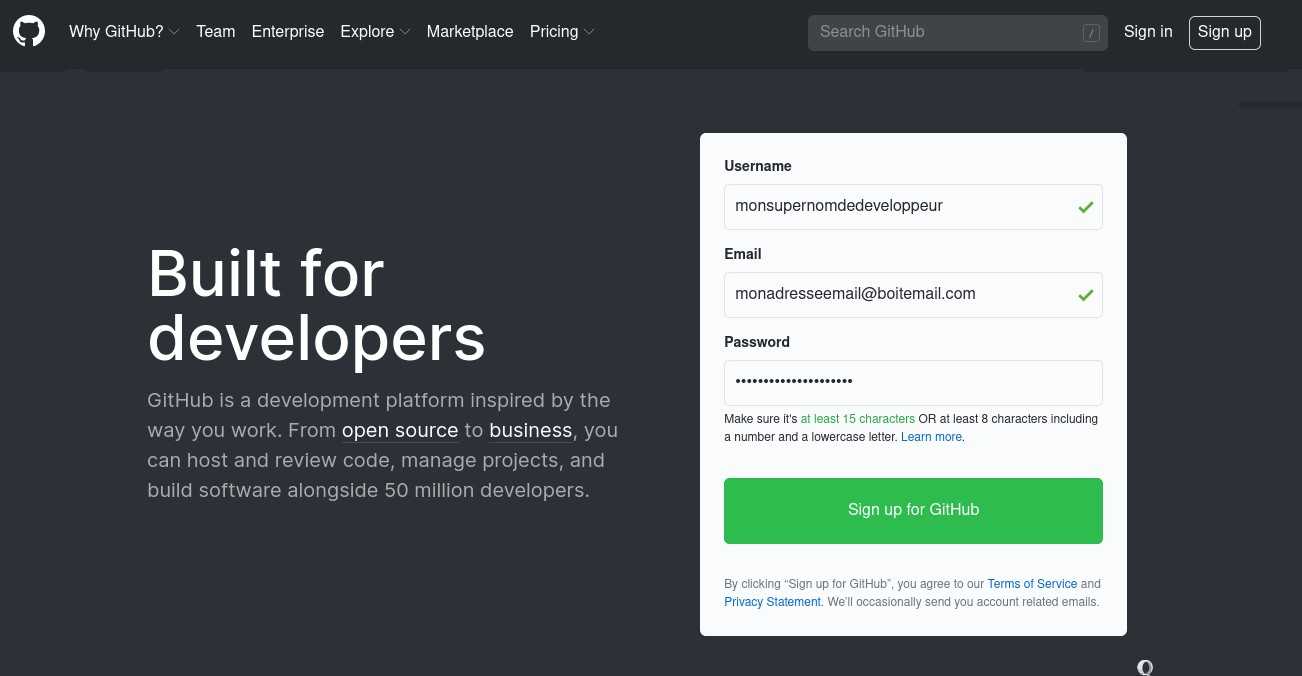 Why GitHub? Team Enterprise Explore Marketplace Pricing Search GitHub / Sign in Sign up
Built for
developers
GitHub is a development platform inspired by the
way you work. From open source to business, you
can host and review code, manage projects, and
build software alongside 50 million developers.
Username
monsupernomdedeveloppeur
Email
monadresseemail@boitemail.com
Password
•••••••••••••••••••••
Make sure it's at least 15 characters OR at least 8 characters including
a number and a lowercase letter. Learn more.
Sign up for GitHub
By clicking “Sign up for GitHub”, you agree to our Terms of Service and
Privacy Statement. We’ll occasionally send you account related emails.